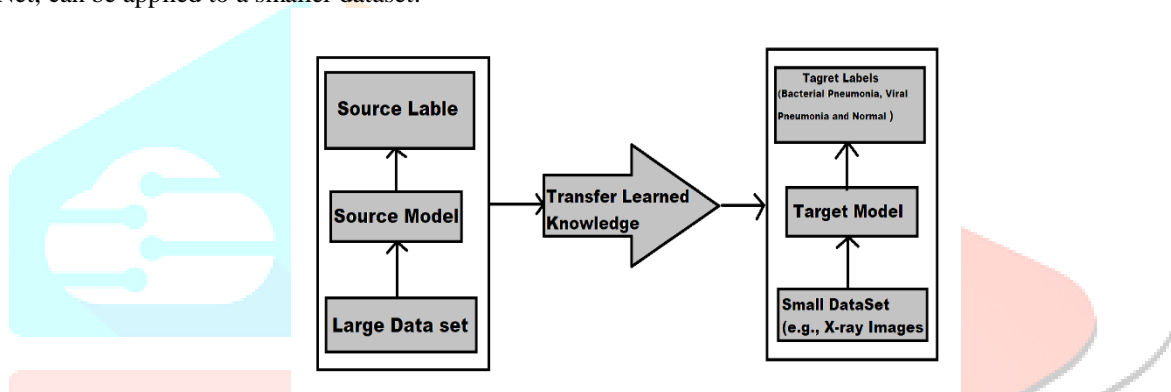 Net, can be applied to a smaller dataset.
Source Lable
Source Model
Large Data set
Transfer Learned
Knowledge
Tagret Labels
(Bacterial Pneumonia, Viral
Pneumonia and Normal )
Target Model
Small DataSet
(e.g., X-ray Images